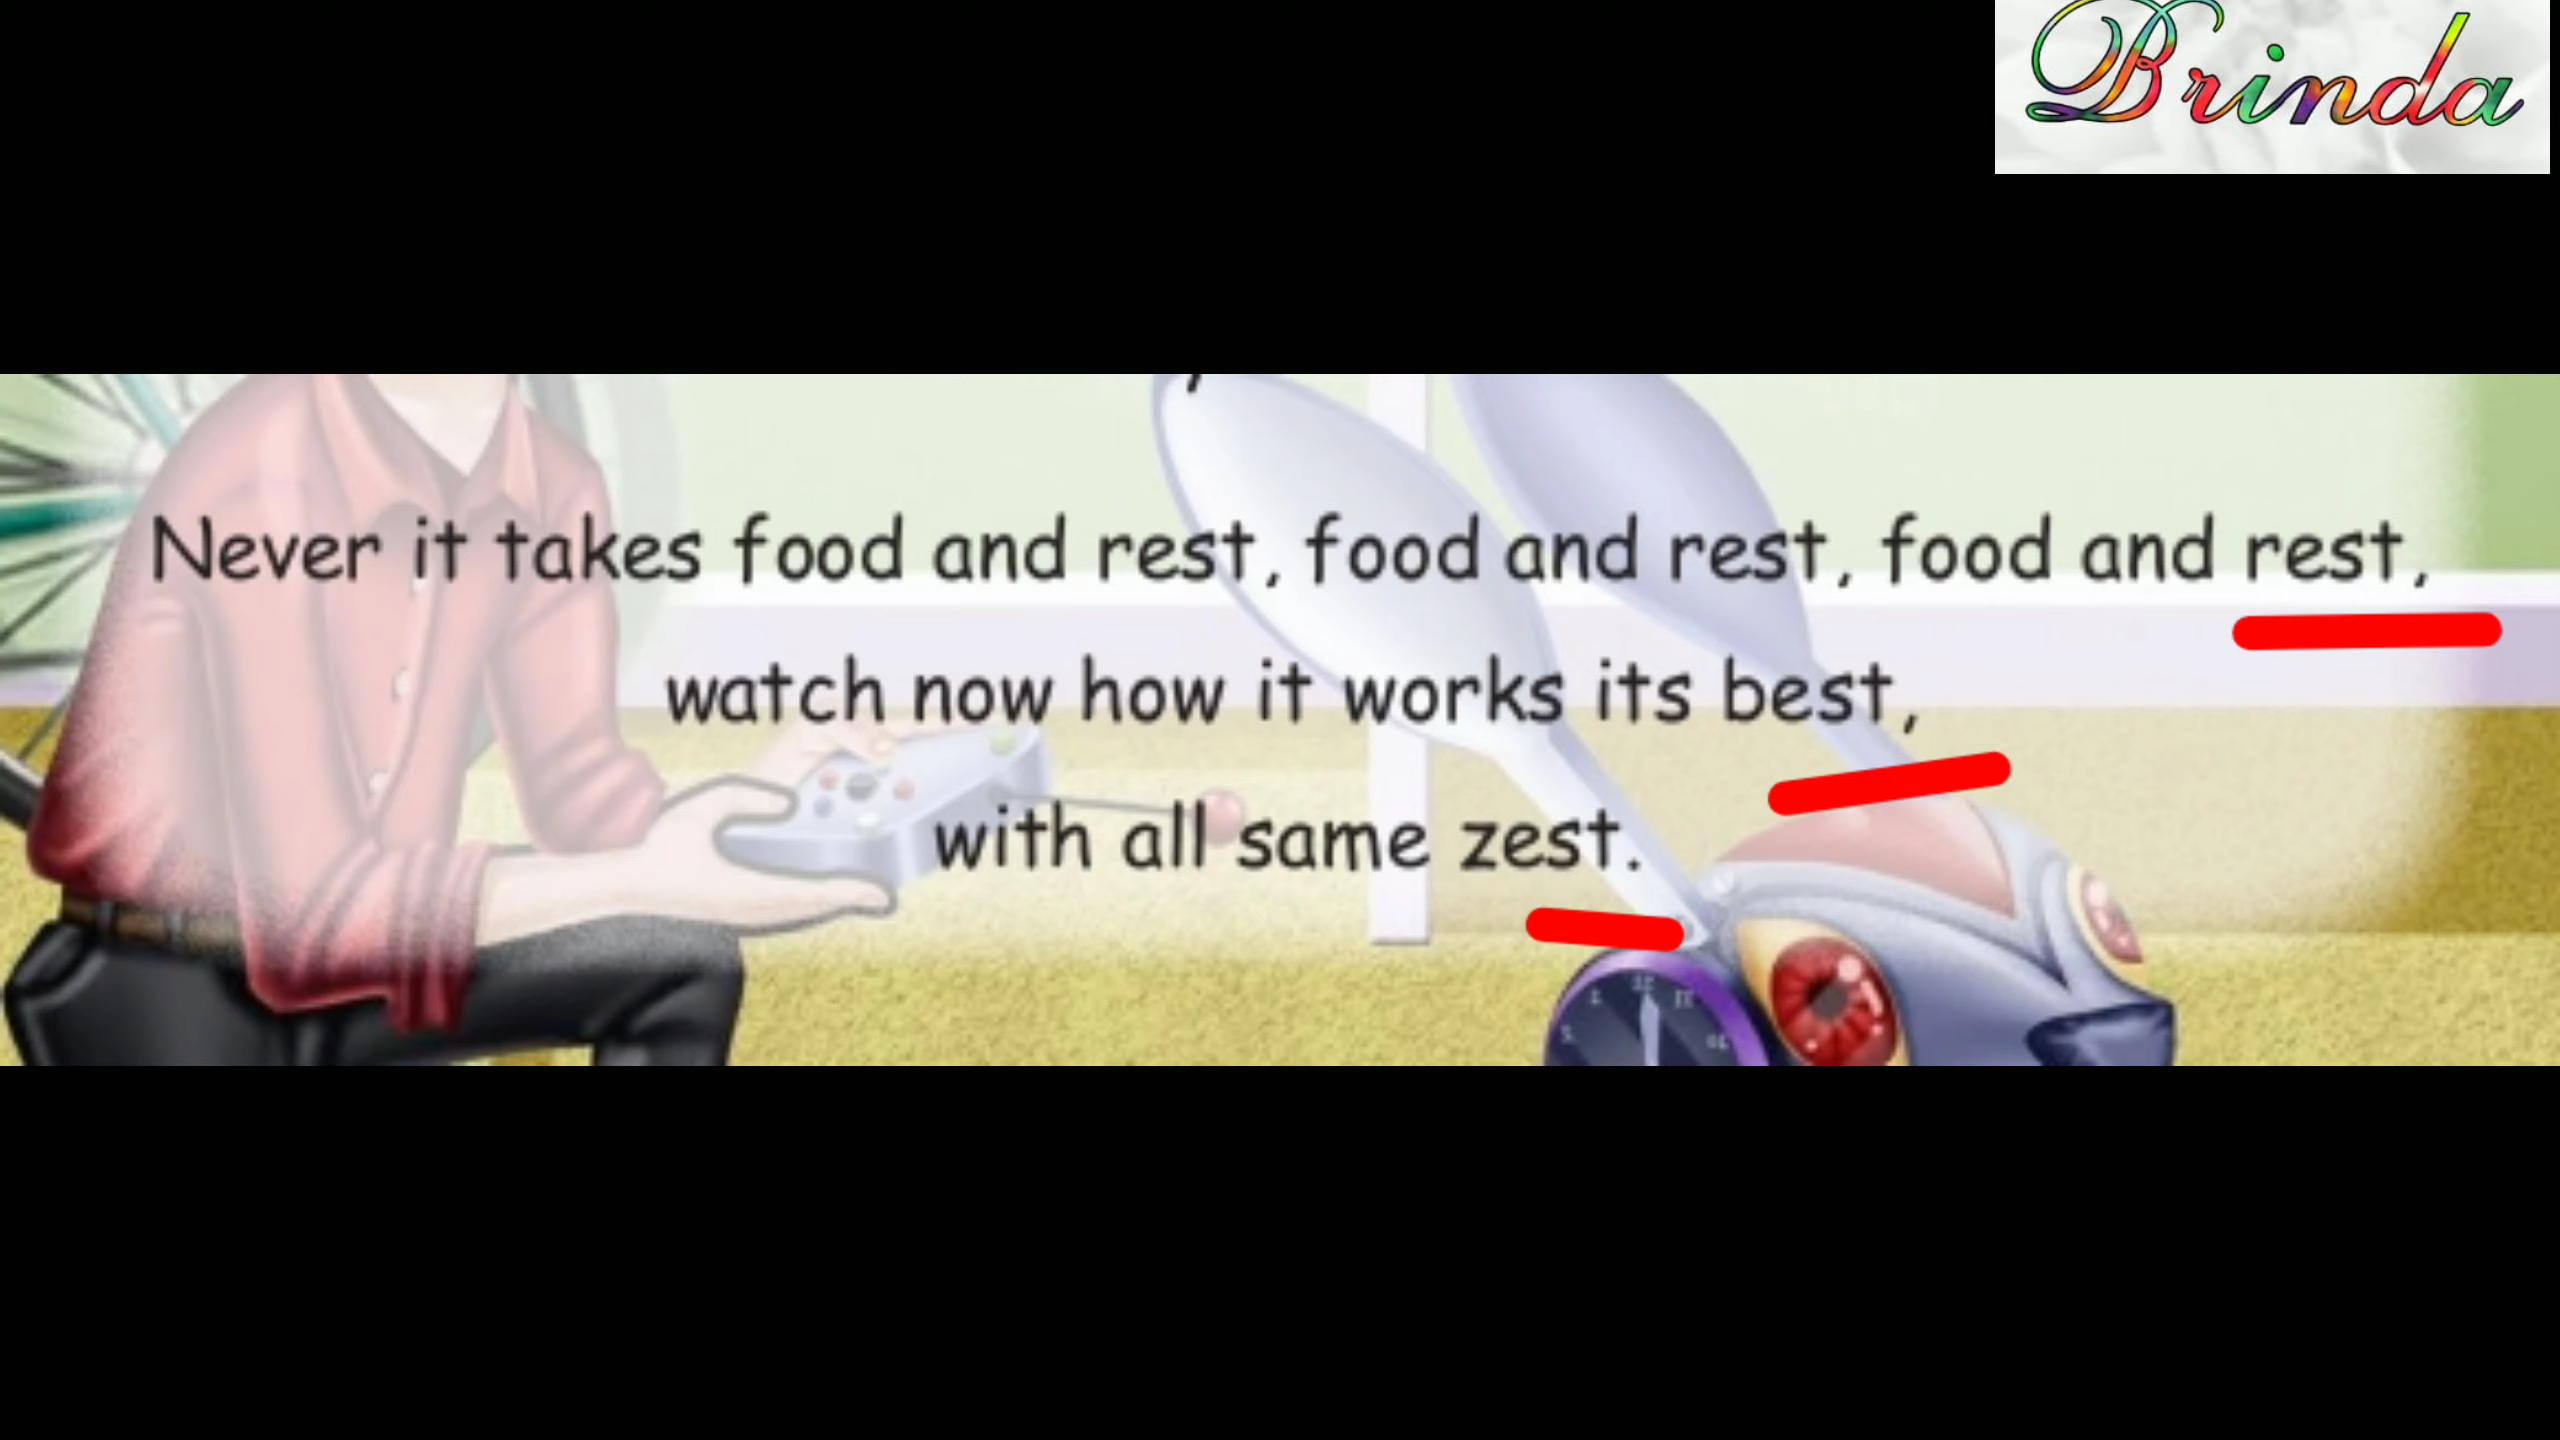 Brinda
Never it takes food and rest, food and rest, food and rest,
watch now how it works its best,
with all same zest.